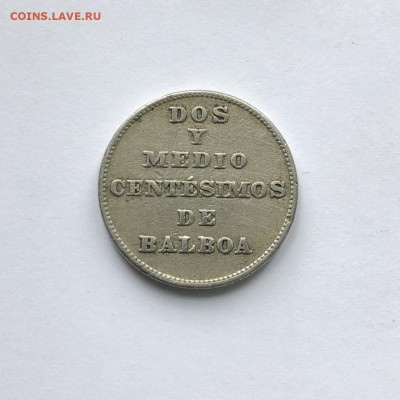 COINS.LAVE.RU
DOS
Y
MEDIO
CENTÉSIMOS
DE
BALBOA